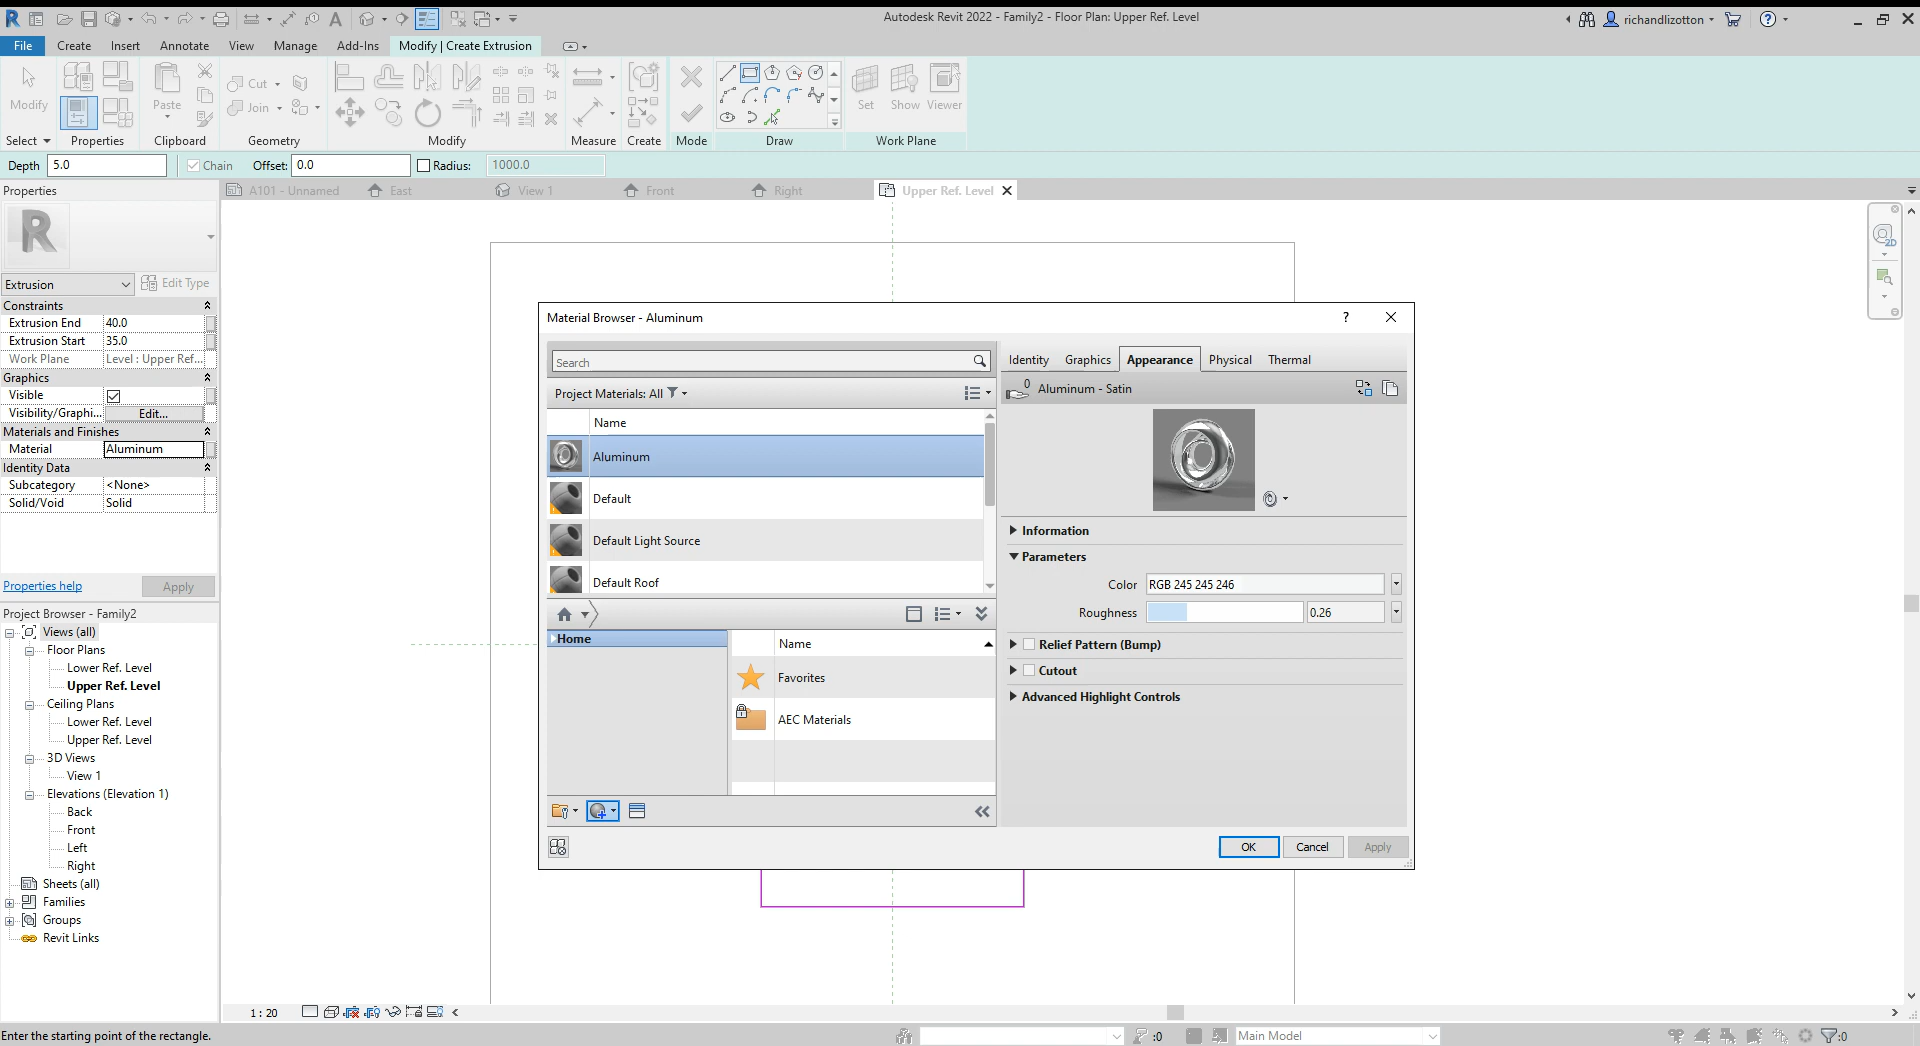 Autodesk Revit 2022 - Family2 - Floor Plan: Upper Ref. Level
richandlizotton
File Create Insert Annotate View Manage Add-Ins Modify | Create Extrusion
Modify
Paste
Cut
Join
Set Show Viewer
Select Properties Clipboard Geometry Modify Measure Create Mode Draw Work Plane
Depth 5.0 Chain Offset: 0.0 Radius: 1000.0
Properties
A101 - Unnamed East View 1 Front Right Upper Ref. Level
Extrusion Edit Type
Constraints
Extrusion End 40.0
Extrusion Start 35.0
Work Plane Level : Upper Ref...
Graphics
Visible
Visibility/Graphi... Edit...
Materials and Finishes
Material Aluminum
Identity Data
Subcategory <None>
Solid/Void Solid
Properties help Apply
Project Browser - Family2
Views (all)
Floor Plans
Lower Ref. Level
Upper Ref. Level
Ceiling Plans
Lower Ref. Level
Upper Ref. Level
3D Views
View 1
Elevations (Elevation 1)
Back
Front
Left
Right
Sheets (all)
Families
Groups
Revit Links
Material Browser - Aluminum ?
Search
Project Materials: All
Name
Aluminum
Default
Default Light Source
Default Roof
Home
Name
Favorites
AEC Materials
Identity Graphics Appearance Physical Thermal
0 Aluminum - Satin
Information
Parameters
Color RGB 245 245 246
Roughness 0.26
Relief Pattern (Bump)
Cutout
Advanced Highlight Controls
OK Cancel Apply
2D
1 : 20
Enter the starting point of the rectangle.
:0
Main Model
:0